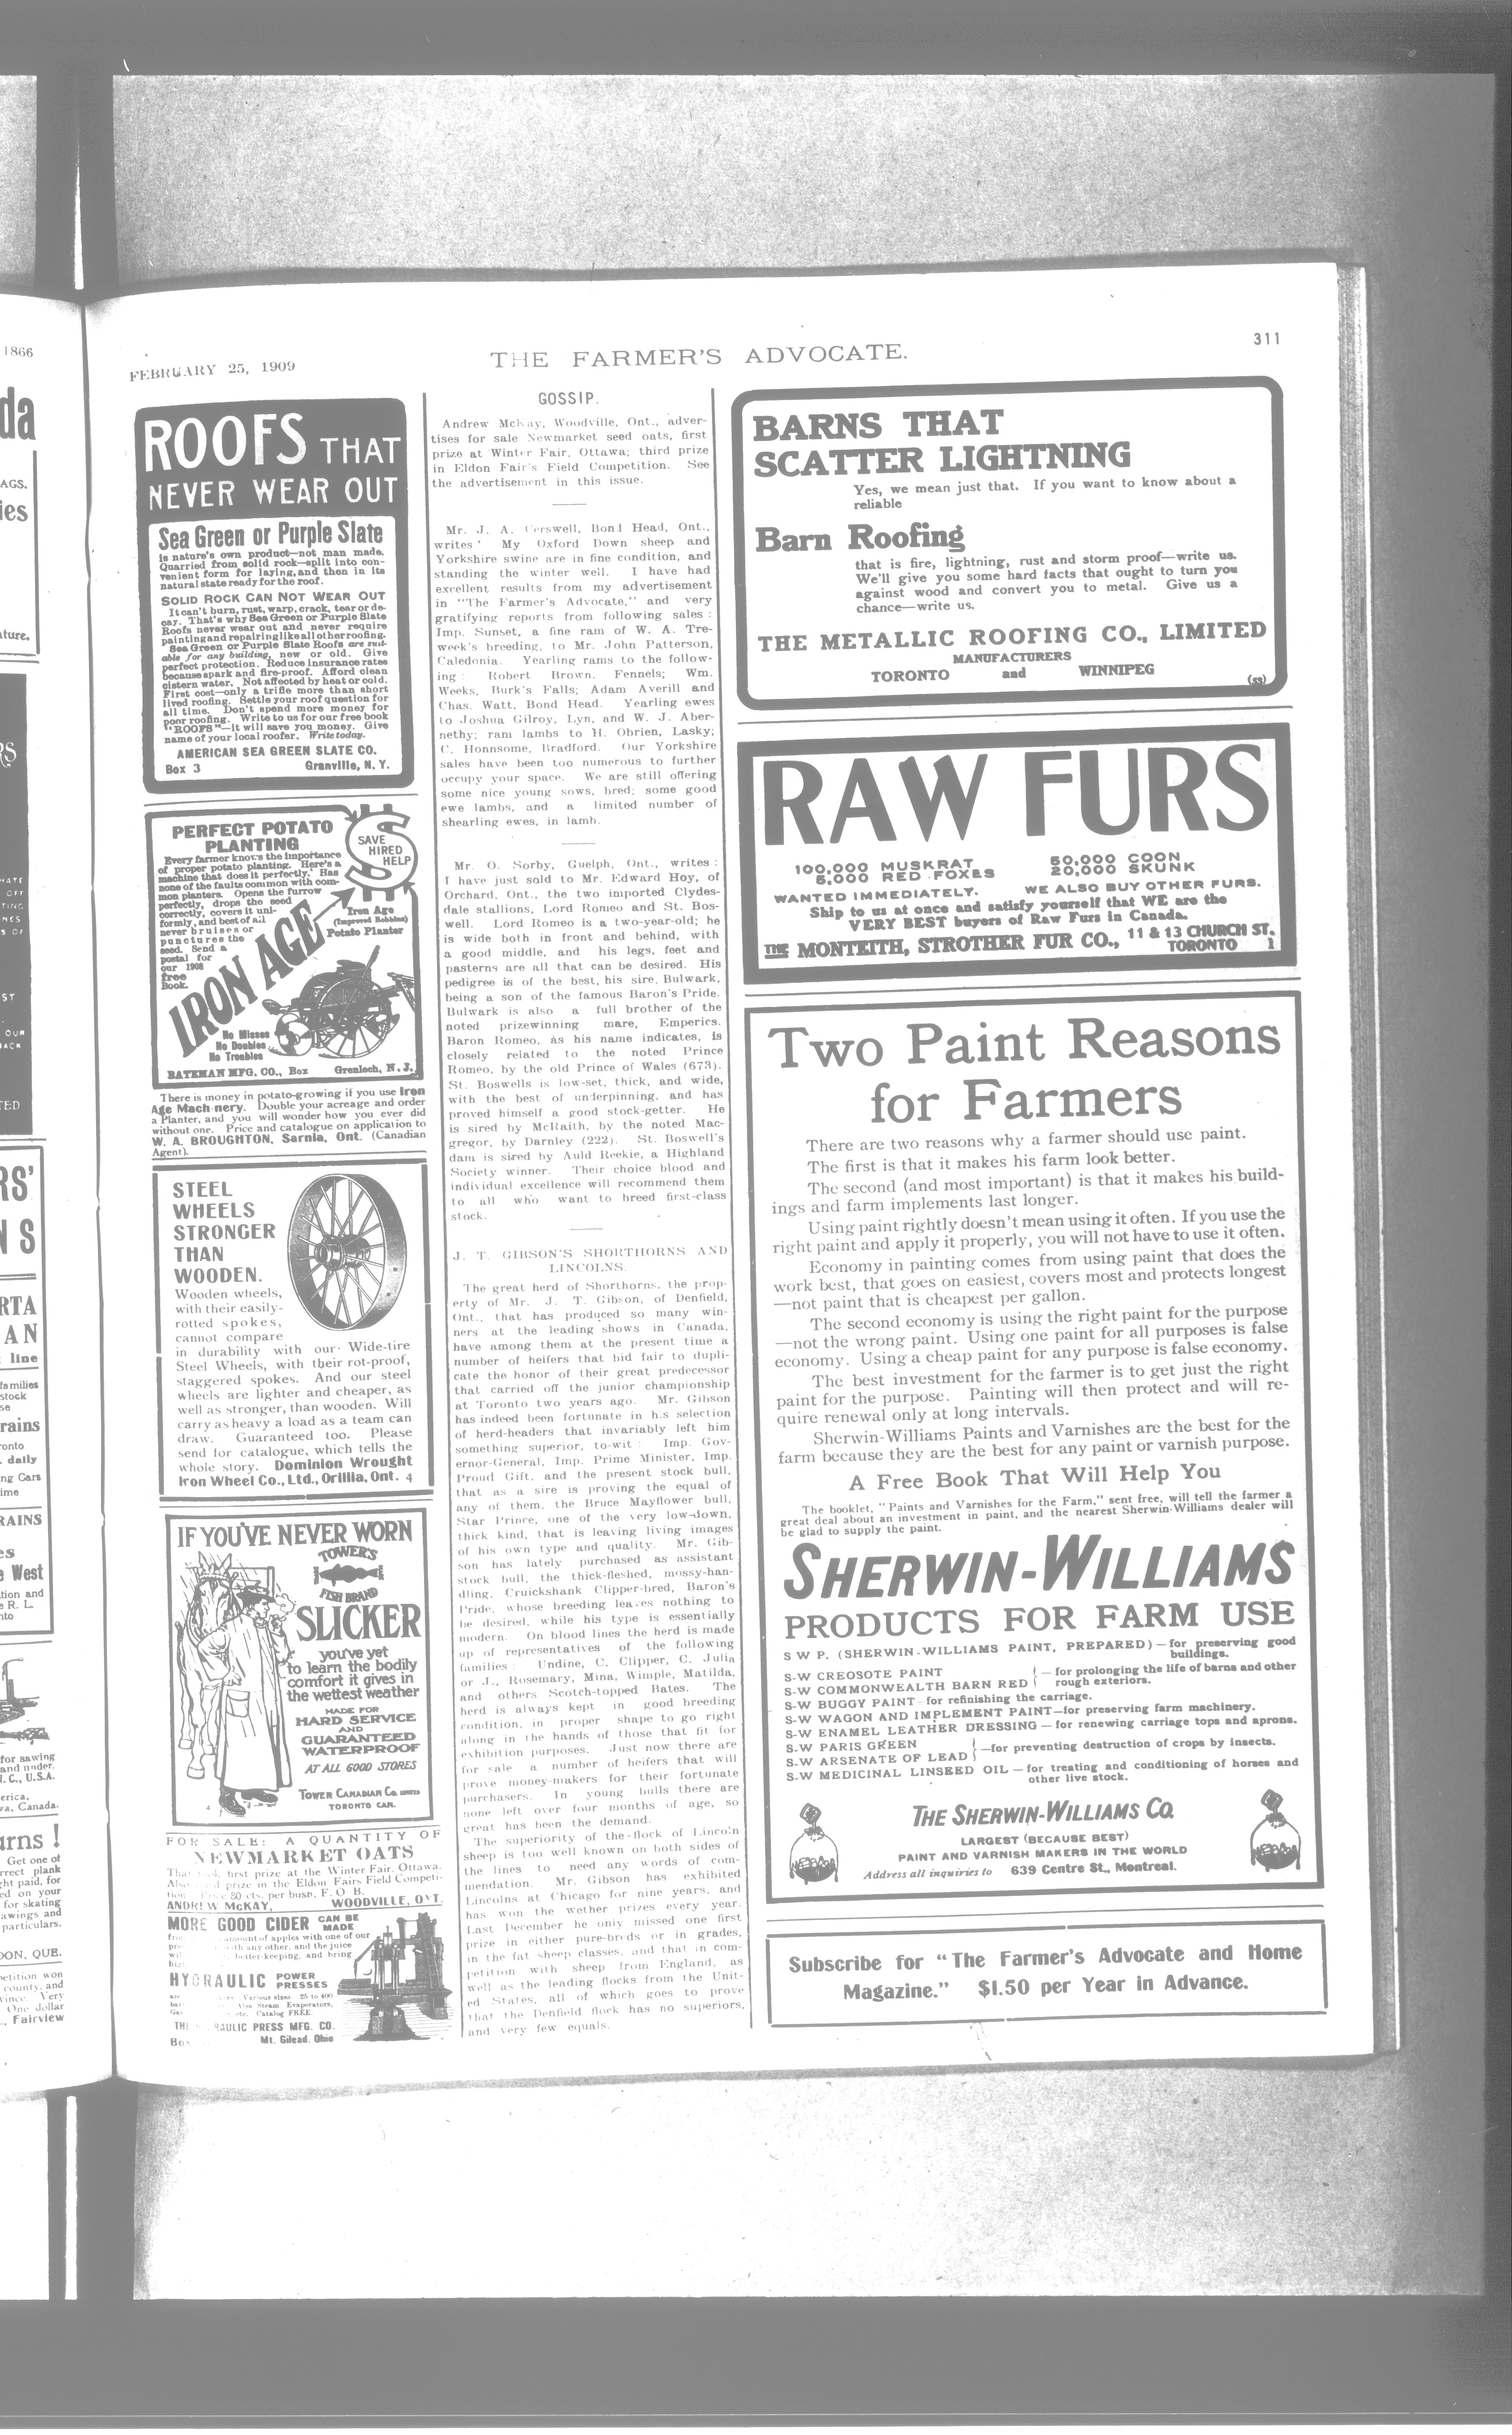 FEBRUARY 25, 1909
THE FARMER'S ADVOCATE.
311
ROOFS THAT
NEVER WEAR OUT
Sea Green or Purple Slate
is nature's own product—not man made.
Quarried from solid rock—split into con-
venient form for laying, and then in its
natural state ready for the roof.
SOLID ROCK CAN NOT WEAR OUT
It can't burn, rust, warp, crack, tear or de-
cay. That's why Sea Green or Purple Slate
Roofs never wear out and never require
painting and repairing like all other roofing.
Sea Green or Purple Slate Roofs are suit-
able for any building, new or old. Give
perfect protection. Reduce insurance rates
because spark and fire-proof. Afford clean
cistern water. Not affected by heat or cold.
First cost—only a trifle more than short
lived roofing. Settle your roof question for
all time. Don't spend more money for
poor roofing. Write to us for our free book
"ROOFS"—it will save you money. Give
name of your local roofer. Write today.
AMERICAN SEA GREEN SLATE CO.
Box 3 Granville, N. Y.
PERFECT POTATO
PLANTING
SAVE
HIRED
HELP
Every farmer knows the importance
of proper potato planting. Here's a
machine that does it perfectly. Has
none of the faults common with com-
mon planters. Opens the furrow
perfectly, drops the seed
correctly, covers it uni-
formly, and best of all
never bruises or
punctures the
seed. Send a
postal for
our 1908
free
Book.
Iron Age
(Improved Robbins)
Potato Planter
IRON AGE
No Misses
No Doubles
No Troubles
BATEMAN MFG. CO., Box Grenloch, N. J.
There is money in potato-growing if you use Iron
Age Mach nery. Double your acreage and order
a Planter, and you will wonder how you ever did
without one. Price and catalogue on application to
W. A. BROUGHTON, Sarnia, Ont. (Canadian
Agent).
STEEL
WHEELS
STRONGER
THAN
WOODEN.
Wooden wheels,
with their easily-
rotted spokes,
cannot compare
in durability with our Wide-tire
Steel Wheels, with their rot-proof,
staggered spokes. And our steel
wheels are lighter and cheaper, as
well as stronger, than wooden. Will
carry as heavy a load as a team can
draw. Guaranteed too. Please
send for catalogue, which tells the
whole story. Dominion Wrought
Iron Wheel Co., Ltd., Orillia, Ont. 4
IF YOU'VE NEVER WORN
TOWER'S
FISH BRAND
SLICKER
you've yet
to learn the bodily
comfort it gives in
the wettest weather
MADE FOR
HARD SERVICE
AND
GUARANTEED
WATERPROOF
AT ALL GOOD STORES
TOWER CANADIAN CO. LIMITED
TORONTO CAN.
FOR SALE: A QUANTITY OF
NEWMARKET OATS
That took first prize at the Winter Fair, Ottawa.
Also prize in the Eldon Fairs Field Competi-
tion 80 cts. per bush. F. O. B.
ANDREW McKAY, WOODVILLE, ONT.
MORE GOOD CIDER CAN BE MADE
from amount of apples with one of our
with any other, and the juice
better-keeping, and bring
HYDRAULIC POWER PRESSES
Various sizes 25 to 400
Also Steam Evaporators,
etc. Catalog FREE.
THE RAULIC PRESS MFG. CO.
Box Mt. Gilead, Ohio
GOSSIP.
Andrew McKay, Woodville, Ont., adver-
tises for sale Newmarket seed oats, first
prize at Winter Fair, Ottawa; third prize
in Eldon Fair's Field Competition. See
the advertisement in this issue.
Mr. J. A. Cerswell, Bond Head, Ont.,
writes: My Oxford Down sheep and
Yorkshire swine are in fine condition, and
standing the winter well. I have had
excellent results from my advertisement
in "The Farmer's Advocate," and very
gratifying reports from following sales :
Imp. Sunset, a fine ram of W. A. Tre-
week's breeding, to Mr. John Patterson,
Caledonia. Yearling rams to the follow-
ing : Robert Brown, Fennels; Wm.
Weeks, Burk's Falls; Adam Averill and
Chas. Watt, Bond Head. Yearling ewes
to Joshua Gilroy, Lyn, and W. J. Aber-
nethy; ram lambs to H. Obrien, Lasky;
C. Honnsome, Bradford. Our Yorkshire
sales have been too numerous to further
occupy your space. We are still offering
some nice young sows, bred; some good
ewe lambs, and a limited number of
shearling ewes, in lamb.
Mr. O. Sorby, Guelph, Ont., writes :
I have just sold to Mr. Edward Hoy, of
Orchard, Ont., the two imported Clydes-
dale stallions, Lord Romeo and St. Bos-
well. Lord Romeo is a two-year-old; he
is wide both in front and behind, with
a good middle, and his legs, feet and
pasterns are all that can be desired. His
pedigree is of the best, his sire, Bulwark,
being a son of the famous Baron's Pride.
Bulwark is also a full brother of the
noted prizewinning mare, Emperics.
Baron Romeo, as his name indicates, is
closely related to the noted Prince
Romeo, by the old Prince of Wales (673).
St. Boswells is low-set, thick, and wide,
with the best of underpinning, and has
proved himself a good stock-getter. He
is sired by McRaith, by the noted Mac-
gregor, by Darnley (222). St. Boswell's
dam is sired by Auld Reekie, a Highland
Society winner. Their choice blood and
individual excellence will recommend them
to all who want to breed first-class
stock.
J. T. GIBSON'S SHORTHORNS AND
LINCOLNS.
The great herd of Shorthorns, the prop-
erty of Mr. J. T. Gibson, of Denfield,
Ont., that has produced so many win-
ners at the leading shows in Canada,
have among them at the present time a
number of heifers that bid fair to dupli-
cate the honor of their great predecessor
that carried off the junior championship
at Toronto two years ago. Mr. Gibson
has indeed been fortunate in h.s selection
of herd-headers that invariably left him
something superior, to-wit : Imp. Gov-
ernor-General, Imp. Prime Minister, Imp.
Proud Gift, and the present stock bull,
that as a sire is proving the equal of
any of them, the Bruce Mayflower bull,
Star Prince, one of the very low-down,
thick kind, that is leaving living images
of his own type and quality. Mr. Gib-
son has lately purchased as assistant
stock bull, the thick-fleshed, mossy-han-
dling, Cruickshank Clipper-bred, Baron's
Pride, whose breeding leaves nothing to
be desired, while his type is essentially
modern. On blood lines the herd is made
up of representatives of the following
families : Undine, C. Clipper, C. Julia
or J., Rosemary, Mina, Wimple, Matilda,
and others Scotch-topped Bates. The
herd is always kept in good breeding
condition, in proper shape to go right
along in the hands of those that fit for
exhibition purposes. Just now there are
for sale a number of heifers that will
prove money-makers for their fortunate
purchasers. In young bulls there are
none left over four months of age, so
great has been the demand.
The superiority of the flock of Lincoln
sheep is too well known on both sides of
the lines to need any words of com-
mendation. Mr. Gibson has exhibited
Lincolns at Chicago for nine years, and
has won the wether prizes every year.
Last December he only missed one first
prize in either pure-breds or in grades,
in the fat sheep classes, and that in com-
petition with sheep from England, as
well as the leading flocks from the Unit-
ed States, all of which goes to prove
that the Denfield flock has no superiors,
and very few equals.
BARNS THAT
SCATTER LIGHTNING
Yes, we mean just that. If you want to know about a
reliable
Barn Roofing
that is fire, lightning, rust and storm proof—write us.
We'll give you some hard facts that ought to turn you
against wood and convert you to metal. Give us a
chance—write us.
THE METALLIC ROOFING CO., LIMITED
MANUFACTURERS
TORONTO and WINNIPEG
RAW FURS
100,000 MUSKRAT 50,000 COON
5,000 RED FOXES 20,000 SKUNK
WANTED IMMEDIATELY. WE ALSO BUY OTHER FURS.
Ship to us at once and satisfy yourself that WE are the
VERY BEST buyers of Raw Furs in Canada.
THE MONTEITH, STROTHER FUR CO., 11 & 13 CHURCH ST.
TORONTO 1
Two Paint Reasons
for Farmers
There are two reasons why a farmer should use paint.
The first is that it makes his farm look better.
The second (and most important) is that it makes his build-
ings and farm implements last longer.
Using paint rightly doesn't mean using it often. If you use the
right paint and apply it properly, you will not have to use it often.
Economy in painting comes from using paint that does the
work best, that goes on easiest, covers most and protects longest
—not paint that is cheapest per gallon.
The second economy is using the right paint for the purpose
—not the wrong paint. Using one paint for all purposes is false
economy. Using a cheap paint for any purpose is false economy.
The best investment for the farmer is to get just the right
paint for the purpose. Painting will then protect and will re-
quire renewal only at long intervals.
Sherwin-Williams Paints and Varnishes are the best for the
farm because they are the best for any paint or varnish purpose.
A Free Book That Will Help You
The booklet, "Paints and Varnishes for the Farm," sent free, will tell the farmer a
great deal about an investment in paint, and the nearest Sherwin-Williams dealer will
be glad to supply the paint.
SHERWIN-WILLIAMS
PRODUCTS FOR FARM USE
S W P. (SHERWIN-WILLIAMS PAINT, PREPARED) — for preserving good
buildings.
S-W CREOSOTE PAINT
S-W COMMONWEALTH BARN RED — for prolonging the life of barns and other
rough exteriors.
S-W BUGGY PAINT - for refinishing the carriage.
S-W WAGON AND IMPLEMENT PAINT—for preserving farm machinery.
S-W ENAMEL LEATHER DRESSING — for renewing carriage tops and aprons.
S-W PARIS GREEN
S-W ARSENATE OF LEAD —for preventing destruction of crops by insects.
S-W MEDICINAL LINSEED OIL — for treating and conditioning of horses and
other live stock.
THE SHERWIN-WILLIAMS CO.
LARGEST (BECAUSE BEST)
PAINT AND VARNISH MAKERS IN THE WORLD
Address all inquiries to 639 Centre St., Montreal.
Subscribe for "The Farmer's Advocate and Home
Magazine." $1.50 per Year in Advance.